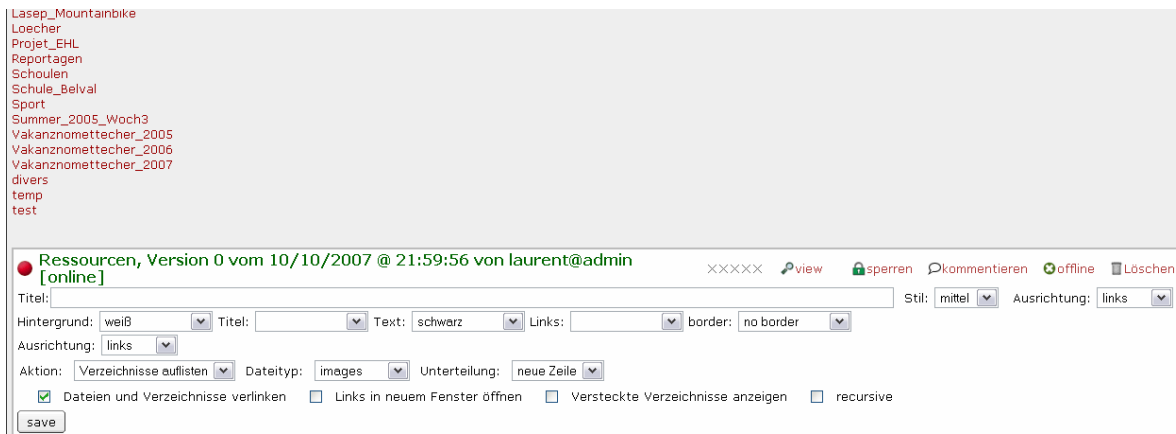 Lasep_Mountainbike
Loecher
Projet_EHL
Reportagen
Schoulen
Schule_Belval
Sport
Summer_2005_Woch3
Vakanznomettecher_2005
Vakanznomettecher_2006
Vakanznomettecher_2007
divers
temp
test
Ressourcen, Version 0 vom 10/10/2007 @ 21:59:56 von laurent@admin
[online]
XXXXX view sperren kommentieren offline Löschen
Titel: Stil: mittel Ausrichtung: links
Hintergrund: weiß Titel: Text: schwarz Links: border: no border
Ausrichtung: links
Aktion: Verzeichnisse auflisten Dateityp: images Unterteilung: neue Zeile
Dateien und Verzeichnisse verlinken Links in neuem Fenster öffnen Versteckte Verzeichnisse anzeigen recursive
save